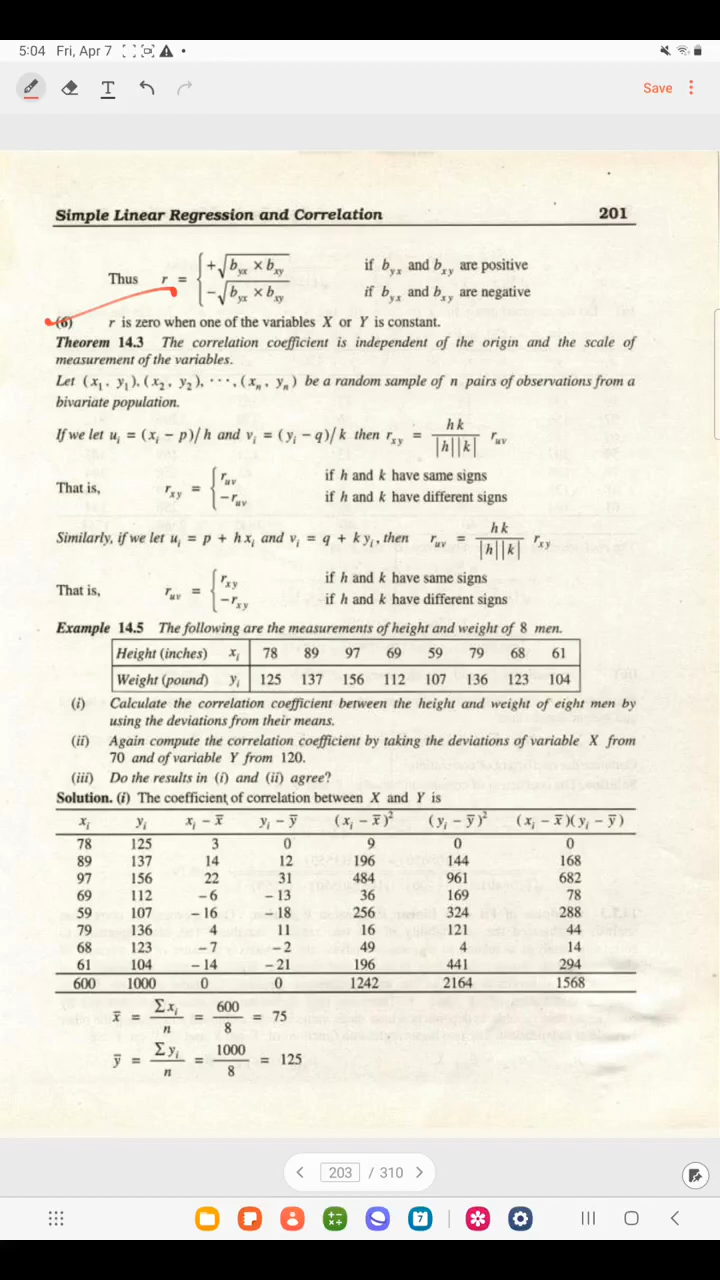 5:04 Fri, Apr 7
Save
Simple Linear Regression and Correlation 201
Thus r = { +√(b_yx × b_xy) if b_yx and b_xy are positive
−√(b_yx × b_xy) if b_yx and b_xy are negative
(6) r is zero when one of the variables X or Y is constant.
Theorem 14.3 The correlation coefficient is independent of the origin and the scale of
measurement of the variables.
Let (x₁, y₁), (x₂, y₂), ···, (xₙ, yₙ) be a random sample of n pairs of observations from a
bivariate population.
If we let uᵢ = (xᵢ − p)/h and vᵢ = (yᵢ − q)/k then r_xy = hk / |h||k| r_uv
That is, r_xy = { r_uv if h and k have same signs
−r_uv if h and k have different signs
Similarly, if we let uᵢ = p + hxᵢ and vᵢ = q + kyᵢ, then r_uv = hk / |h||k| r_xy
That is, r_uv = { r_xy if h and k have same signs
−r_xy if h and k have different signs
Example 14.5 The following are the measurements of height and weight of 8 men.
Height (inches) xᵢ 78 89 97 69 59 79 68 61
Weight (pound) yᵢ 125 137 156 112 107 136 123 104
(i) Calculate the correlation coefficient between the height and weight of eight men by
using the deviations from their means.
(ii) Again compute the correlation coefficient by taking the deviations of variable X from
70 and of variable Y from 120.
(iii) Do the results in (i) and (ii) agree?
Solution. (i) The coefficient of correlation between X and Y is
xᵢ yᵢ xᵢ − x̄ yᵢ − ȳ (xᵢ − x̄)² (yᵢ − ȳ)² (xᵢ − x̄)(yᵢ − ȳ)
78 125 3 0 9 0 0
89 137 14 12 196 144 168
97 156 22 31 484 961 682
69 112 −6 −13 36 169 78
59 107 −16 −18 256 324 288
79 136 4 11 16 121 44
68 123 −7 −2 49 4 14
61 104 −14 −21 196 441 294
600 1000 0 0 1242 2164 1568
x̄ = Σxᵢ / n = 600 / 8 = 75
ȳ = Σyᵢ / n = 1000 / 8 = 125
203 / 310
7